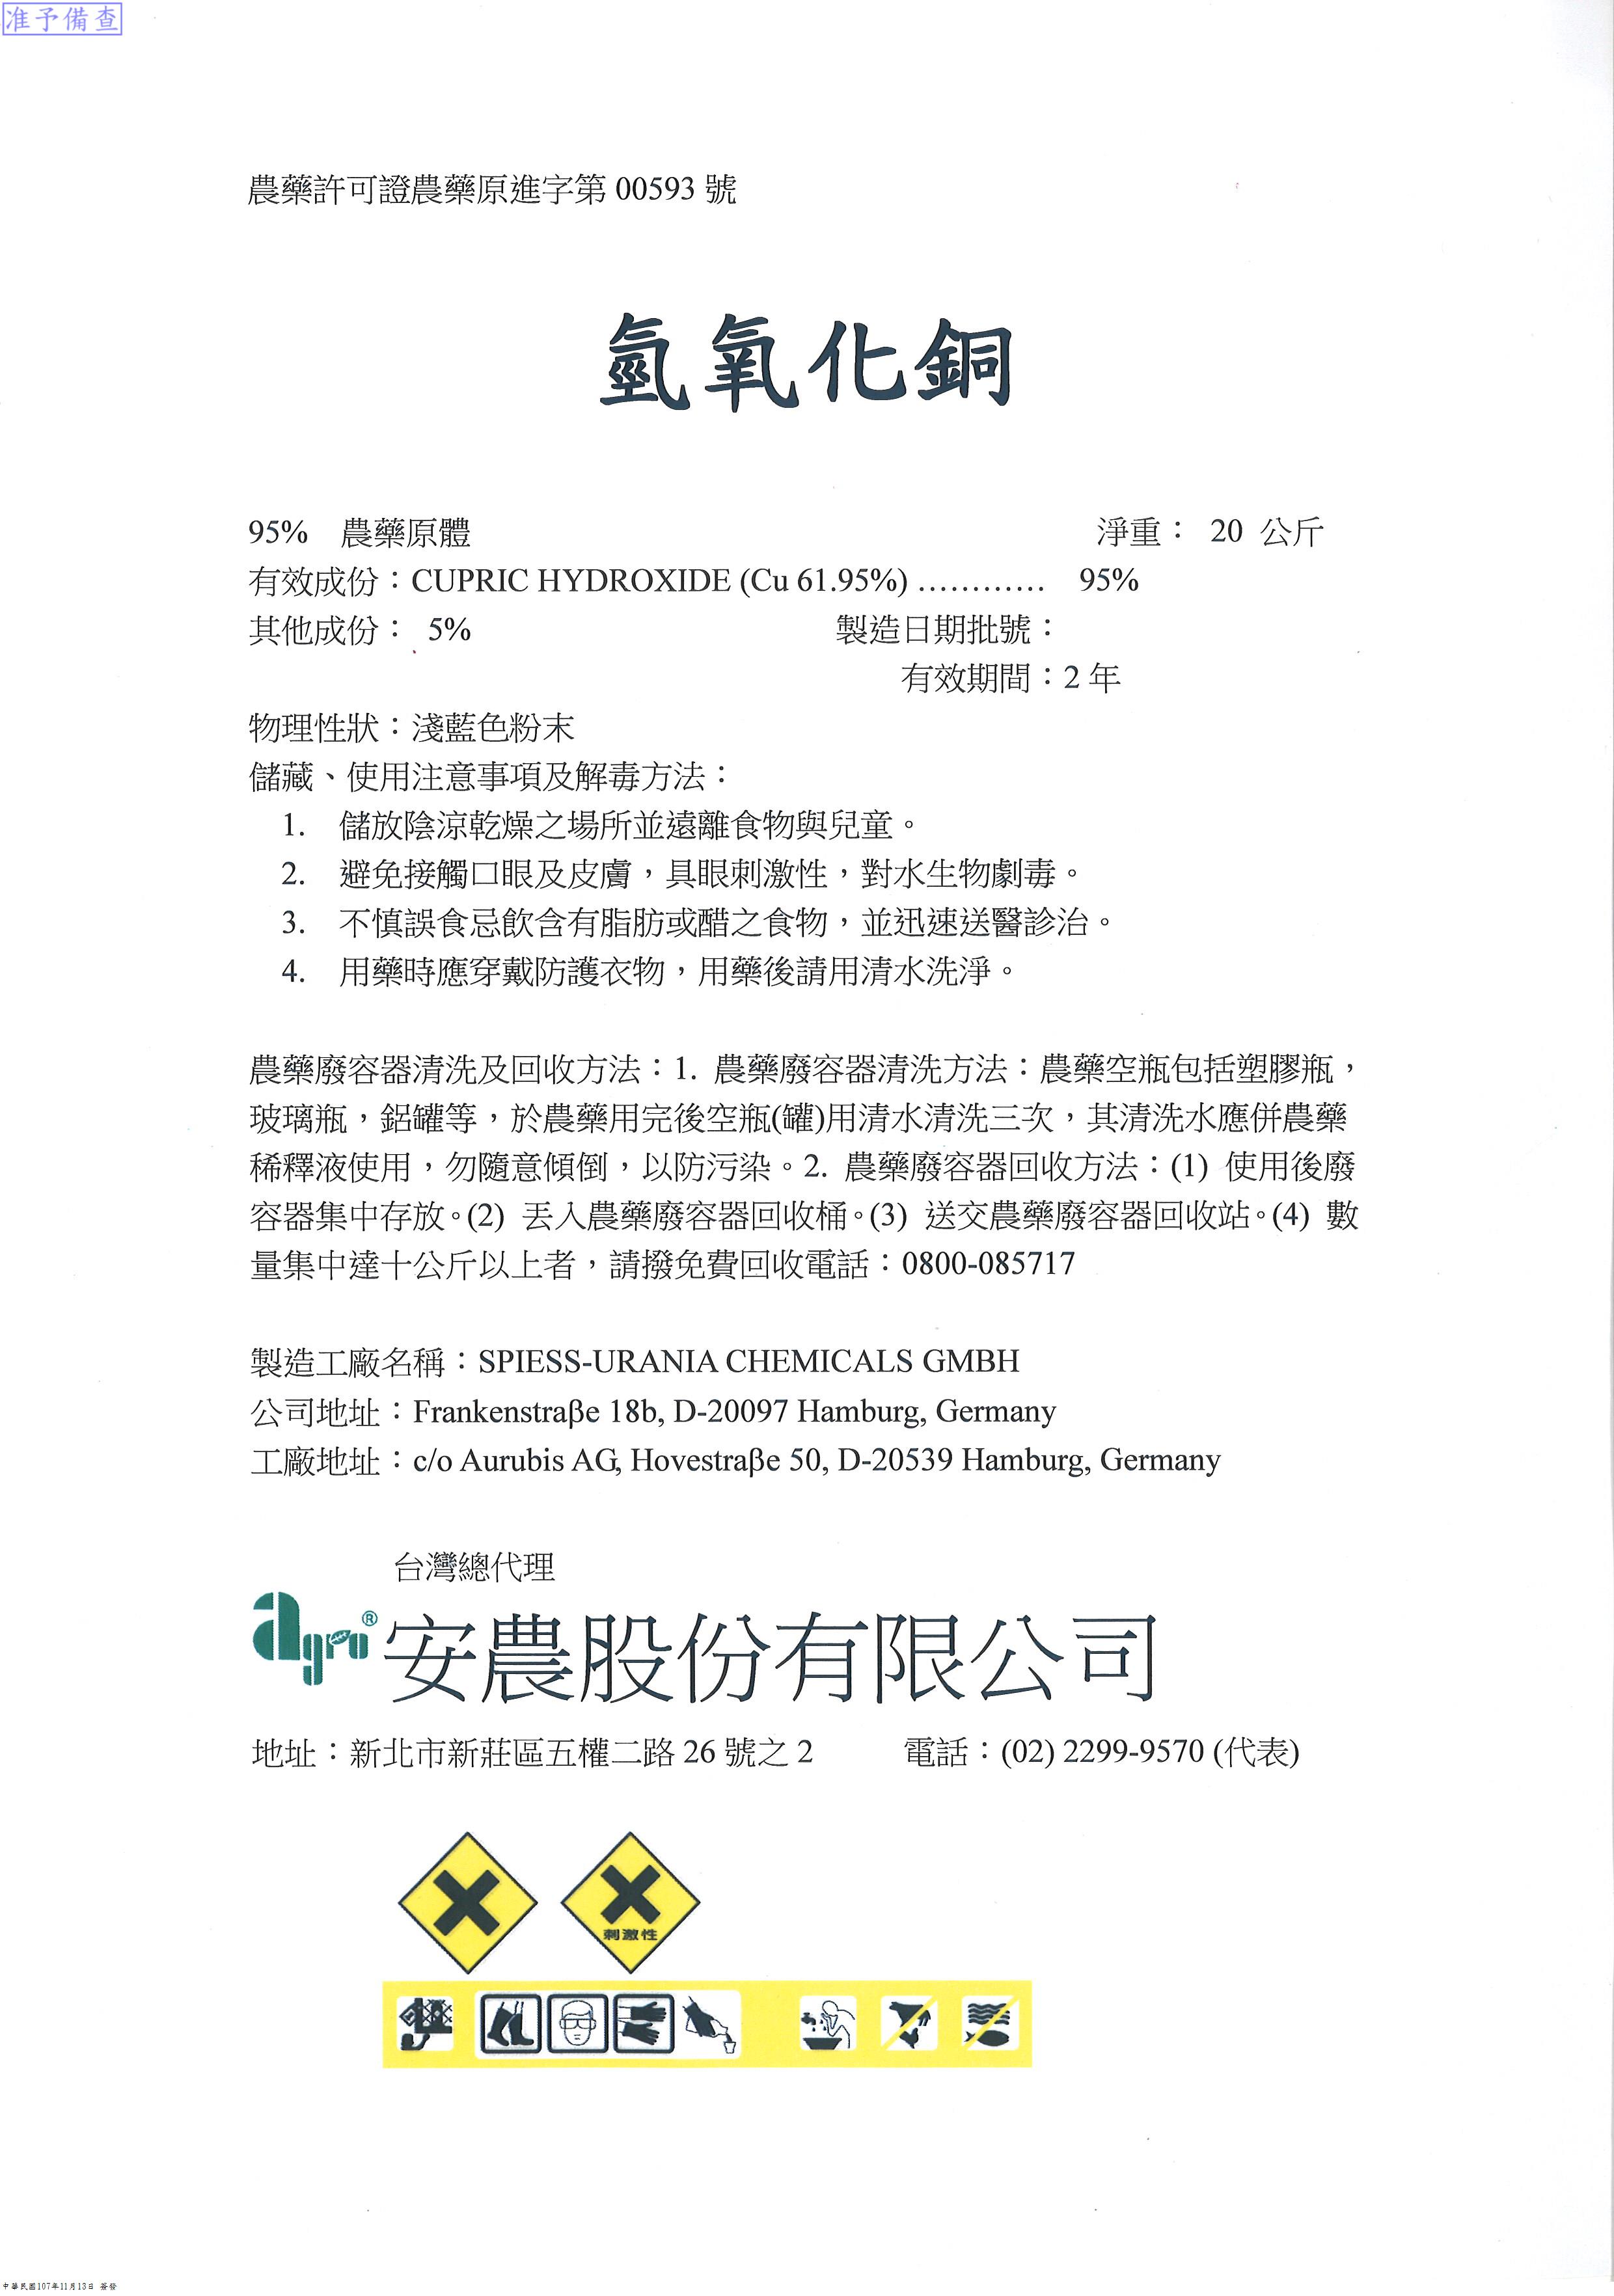 准予備查
農藥許可證農藥原進字第 00593 號
氫氧化銅
95% 農藥原體 淨重： 20 公斤
有效成份：CUPRIC HYDROXIDE (Cu 61.95%) ………… 95%
其他成份： 5% 製造日期批號：
有效期間：2 年
物理性狀：淺藍色粉末
儲藏、使用注意事項及解毒方法：
1. 儲放陰涼乾燥之場所並遠離食物與兒童。
2. 避免接觸口眼及皮膚，具眼刺激性，對水生物劇毒。
3. 不慎誤食忌飲含有脂肪或醋之食物，並迅速送醫診治。
4. 用藥時應穿戴防護衣物，用藥後請用清水洗淨。
農藥廢容器清洗及回收方法：1. 農藥廢容器清洗方法：農藥空瓶包括塑膠瓶，
玻璃瓶，鋁罐等，於農藥用完後空瓶(罐)用清水清洗三次，其清洗水應併農藥
稀釋液使用，勿隨意傾倒，以防污染。2. 農藥廢容器回收方法：(1) 使用後廢
容器集中存放。(2) 丟入農藥廢容器回收桶。(3) 送交農藥廢容器回收站。(4) 數
量集中達十公斤以上者，請撥免費回收電話：0800-085717
製造工廠名稱：SPIESS-URANIA CHEMICALS GMBH
公司地址：Frankenstraβe 18b, D-20097 Hamburg, Germany
工廠地址：c/o Aurubis AG, Hovestraβe 50, D-20539 Hamburg, Germany
台灣總代理
agro® 安農股份有限公司
地址：新北市新莊區五權二路 26 號之 2 電話：(02) 2299-9570 (代表)
刺激性
中華民國107年11月13日 簽發